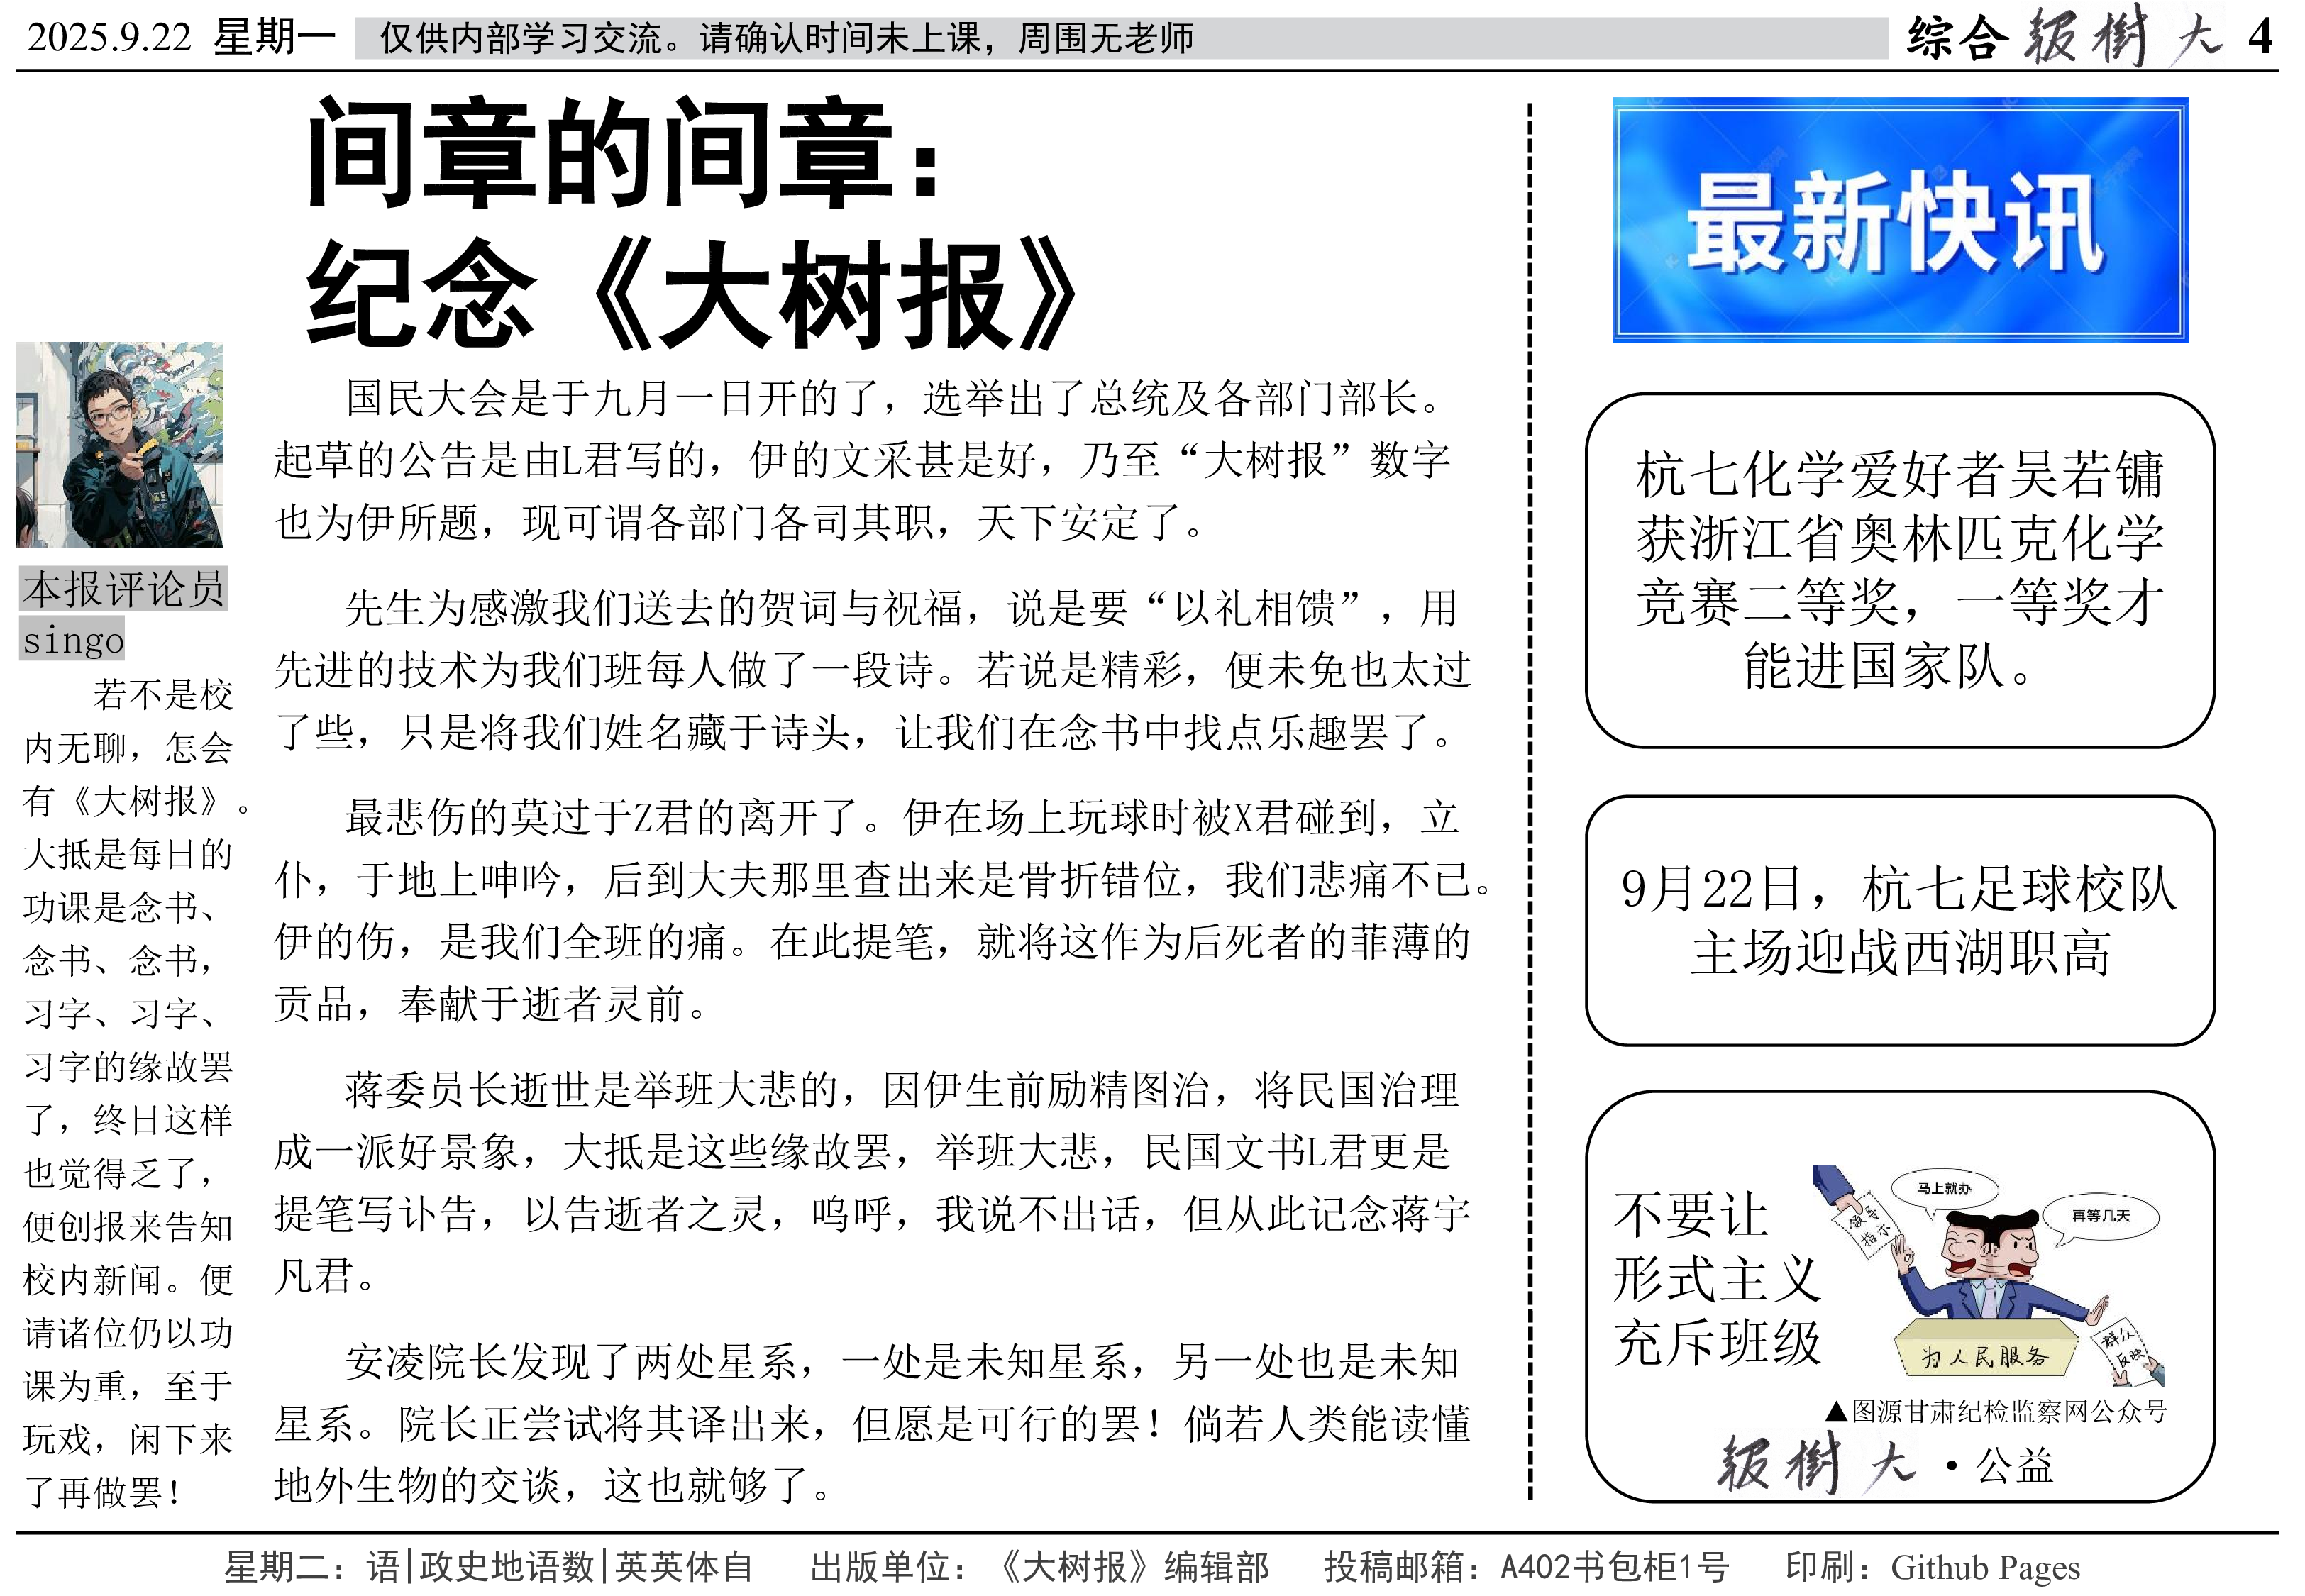 2025.9.22 星期一
仅供内部学习交流。请确认时间未上课，周围无老师
综合 報樹大 4
间章的间章：
纪念《大树报》
本报评论员
singo
若不是校
内无聊，怎会
有《大树报》。
大抵是每日的
功课是念书、
念书、念书，
习字、习字、
习字的缘故罢
了，终日这样
也觉得乏了，
便创报来告知
校内新闻。便
请诸位仍以功
课为重，至于
玩戏，闲下来
了再做罢！
国民大会是于九月一日开的了，选举出了总统及各部门部长。
起草的公告是由L君写的，伊的文采甚是好，乃至“大树报”数字
也为伊所题，现可谓各部门各司其职，天下安定了。
先生为感激我们送去的贺词与祝福，说是要“以礼相馈”，用
先进的技术为我们班每人做了一段诗。若说是精彩，便未免也太过
了些，只是将我们姓名藏于诗头，让我们在念书中找点乐趣罢了。
最悲伤的莫过于Z君的离开了。伊在场上玩球时被X君碰到，立
仆，于地上呻吟，后到大夫那里查出来是骨折错位，我们悲痛不已。
伊的伤，是我们全班的痛。在此提笔，就将这作为后死者的菲薄的
贡品，奉献于逝者灵前。
蒋委员长逝世是举班大悲的，因伊生前励精图治，将民国治理
成一派好景象，大抵是这些缘故罢，举班大悲，民国文书L君更是
提笔写讣告，以告逝者之灵，呜呼，我说不出话，但从此记念蒋宇
凡君。
安凌院长发现了两处星系，一处是未知星系，另一处也是未知
星系。院长正尝试将其译出来，但愿是可行的罢！倘若人类能读懂
地外生物的交谈，这也就够了。
最新快讯
杭七化学爱好者吴若镛
获浙江省奥林匹克化学
竞赛二等奖，一等奖才
能进国家队。
9月22日，杭七足球校队
主场迎战西湖职高
不要让
形式主义
充斥班级
领导
指示
马上就办
再等几天
为人民服务
群众
反映
▲图源甘肃纪检监察网公众号
報樹大·公益
星期二：语|政史地语数|英英体自 出版单位：《大树报》编辑部 投稿邮箱：A402书包柜1号 印刷：Github Pages